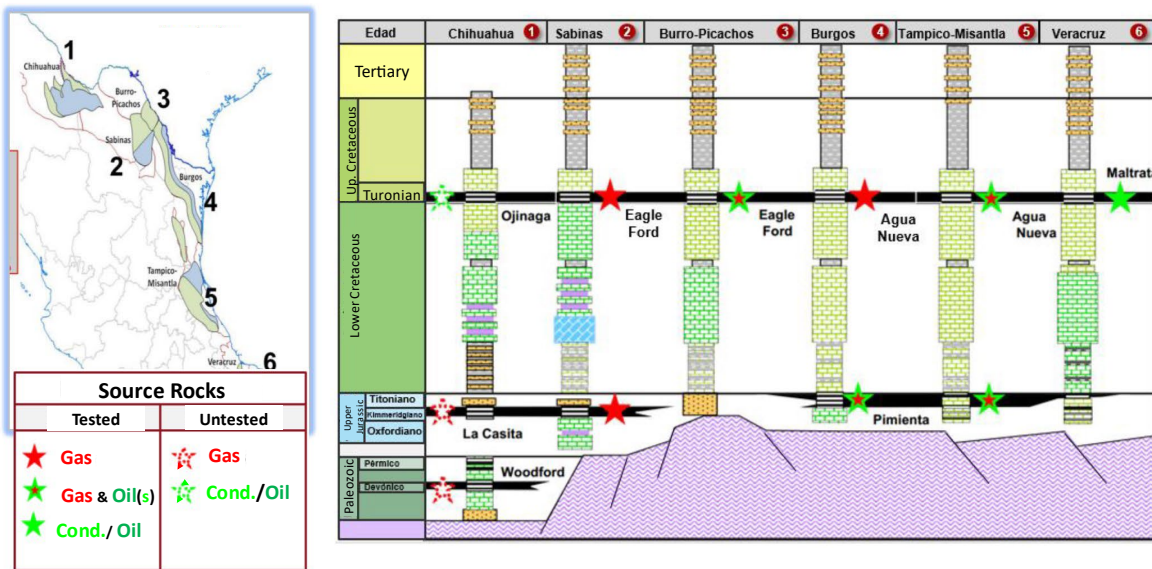 1
Chihuahua
Burro-
Picachos
3
Sabinas
2
Burgos
4
Tampico-
Misantla
5
Veracruz
6
Source Rocks
Tested
Untested
Gas
Gas
Gas & Oil(s)
Cond./Oil
Cond./ Oil
Edad
Chihuahua 1
Sabinas 2
Burro-Picachos 3
Burgos 4
Tampico-Misantla 5
Veracruz 6
Tertiary
Up. Cretaceous
Turonian
Lower Cretaceous
Upper
Jurassic
Titoniano
Kimmeridgiano
Oxfordiano
Paleozoic
Pérmico
Devónico
Ojinaga
Eagle
Ford
Eagle
Ford
Agua
Nueva
Agua
Nueva
Maltrata
La Casita
Pimienta
Woodford